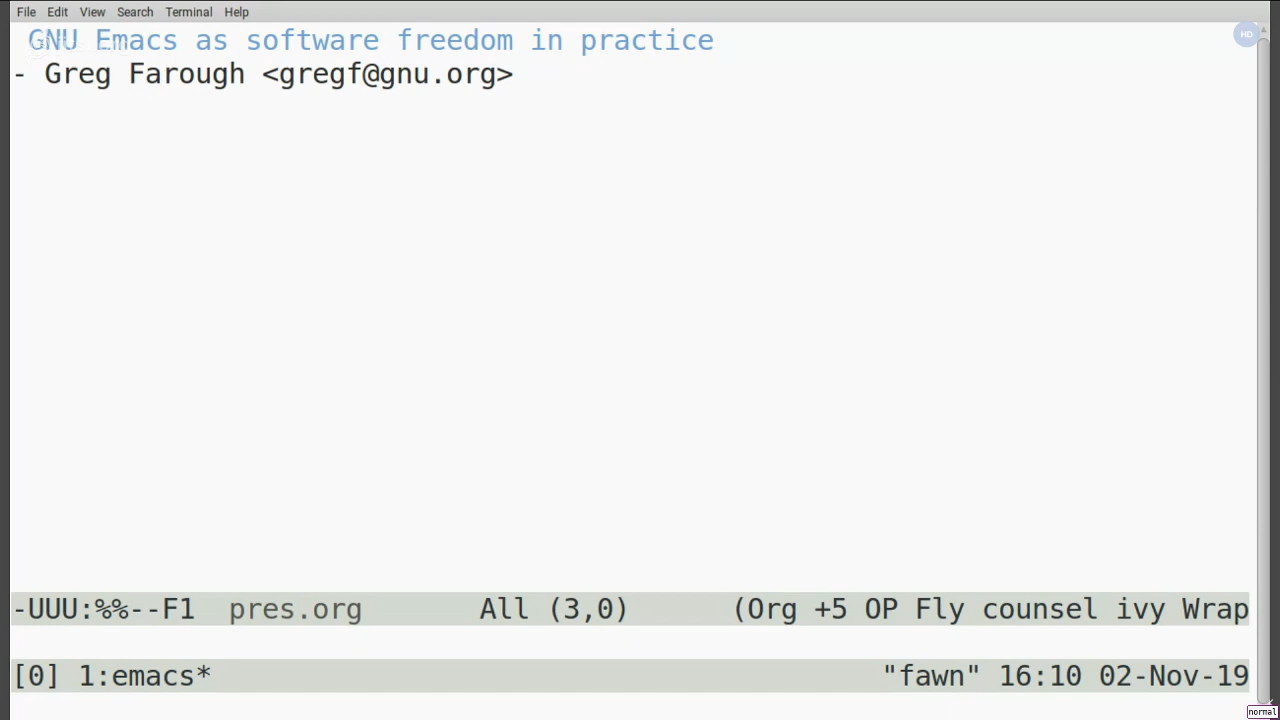 File Edit View Search Terminal Help
GNU Emacs as software freedom in practice
HD
- Greg Farough <gregf@gnu.org>
-UUU:%%--F1 pres.org All (3,0) (Org +5 OP Fly counsel ivy Wrap
[0] 1:emacs* "fawn" 16:10 02-Nov-19
normal